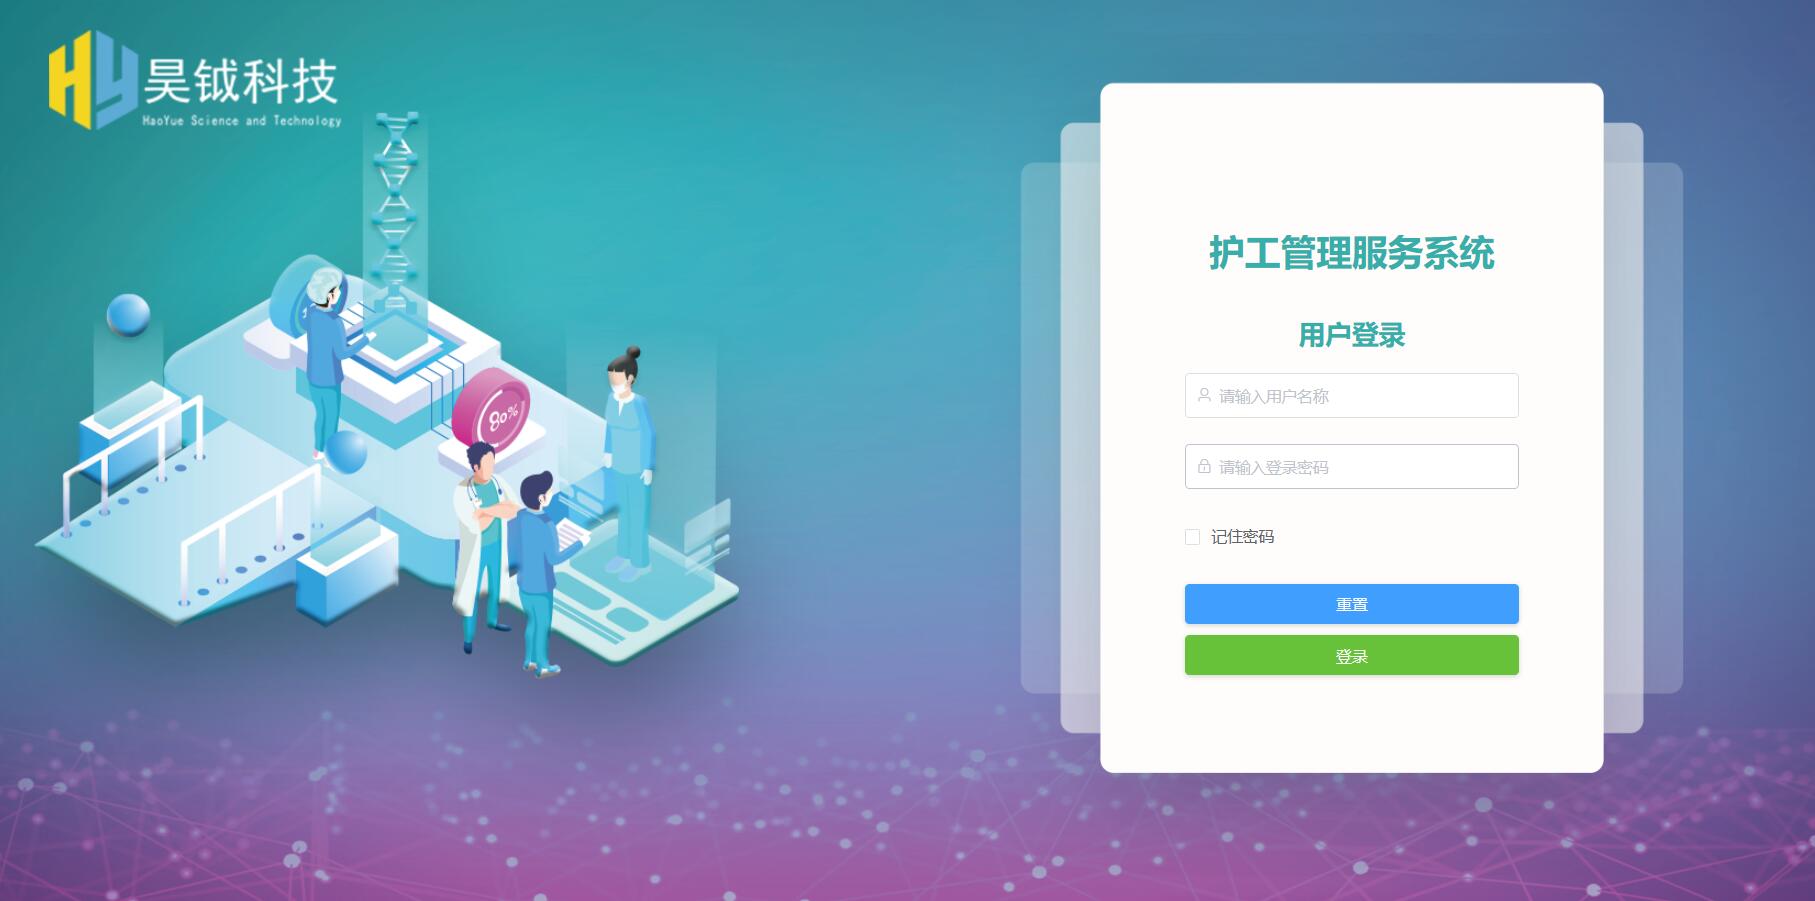 昊钺科技
HaoYue Science and Technology
80%
护工管理服务系统
用户登录
请输入用户名称
请输入登录密码
记住密码
重置
登录